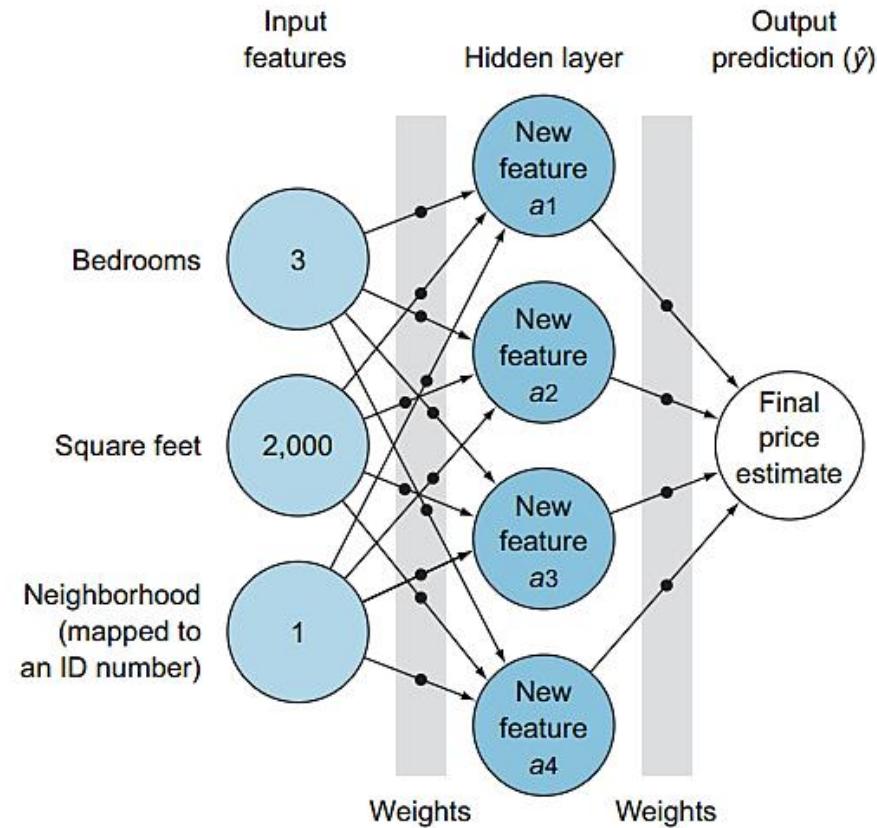 Input
features
Hidden layer
Output
prediction (ŷ)
Bedrooms
3
Square feet
2,000
Neighborhood
(mapped to
an ID number)
1
New
feature
a1
New
feature
a2
New
feature
a3
New
feature
a4
Final
price
estimate
Weights
Weights